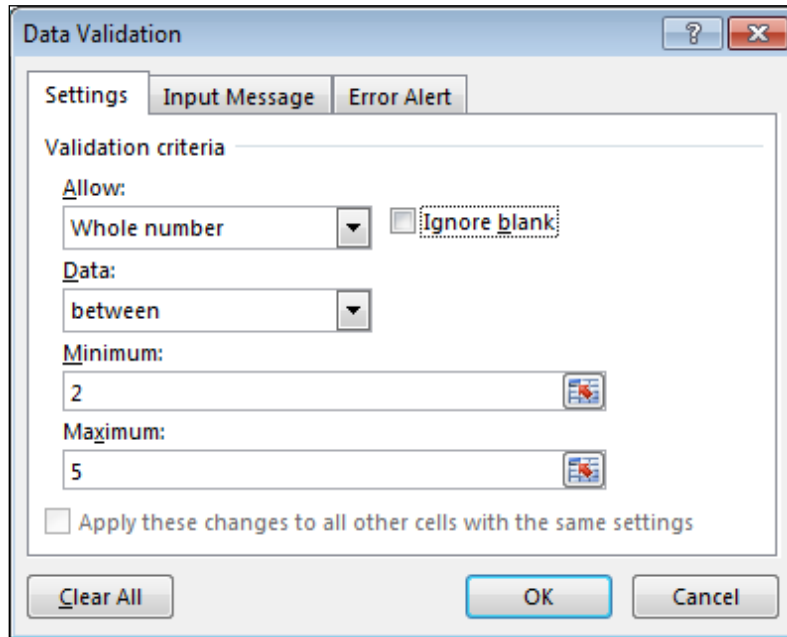 Data Validation
?
Settings Input Message Error Alert
Validation criteria
Allow:
Whole number Ignore blank
Data:
between
Minimum:
2
Maximum:
5
Apply these changes to all other cells with the same settings
Clear All OK Cancel